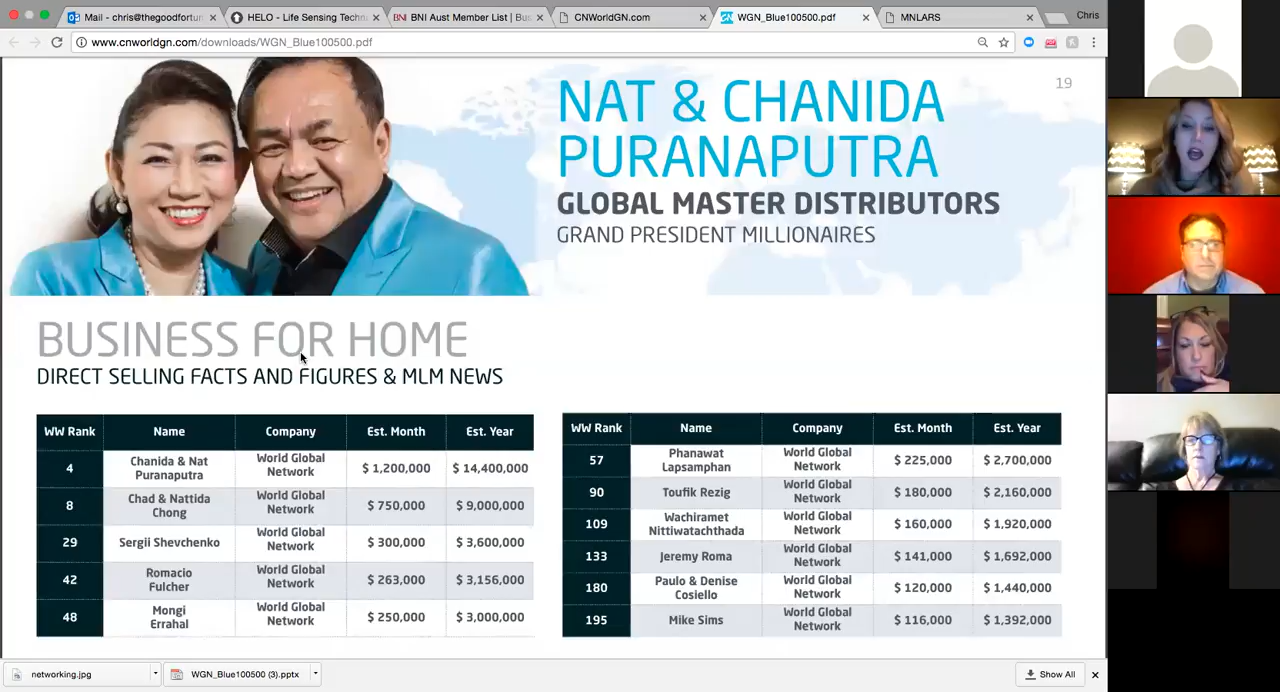 Mail - chris@thegoodfortun
HELO - Life Sensing Techn
BNI Aust Member List | Bus
CNWorldGN.com
WGN_Blue100500.pdf
MNLARS
Chris
www.cnworldgn.com/downloads/WGN_Blue100500.pdf
19
NAT & CHANIDA
PURANAPUTRA
GLOBAL MASTER DISTRIBUTORS
GRAND PRESIDENT MILLIONAIRES
BUSINESS FOR HOME
DIRECT SELLING FACTS AND FIGURES & MLM NEWS
WW Rank Name Company Est. Month Est. Year
4 Chanida & Nat Puranaputra World Global Network $ 1,200,000 $ 14,400,000
8 Chad & Nattida Chong World Global Network $ 750,000 $ 9,000,000
29 Sergii Shevchenko World Global Network $ 300,000 $ 3,600,000
42 Romacio Fulcher World Global Network $ 263,000 $ 3,156,000
48 Mongi Errahal World Global Network $ 250,000 $ 3,000,000
WW Rank Name Company Est. Month Est. Year
57 Phanawat Lapsamphan World Global Network $ 225,000 $ 2,700,000
90 Toufik Rezig World Global Network $ 180,000 $ 2,160,000
109 Wachiramet Nittiwatachthada World Global Network $ 160,000 $ 1,920,000
133 Jeremy Roma World Global Network $ 141,000 $ 1,692,000
180 Paulo & Denise Cosiello World Global Network $ 120,000 $ 1,440,000
195 Mike Sims World Global Network $ 116,000 $ 1,392,000
networking.jpg
WGN_Blue100500 (3).pptx
Show All